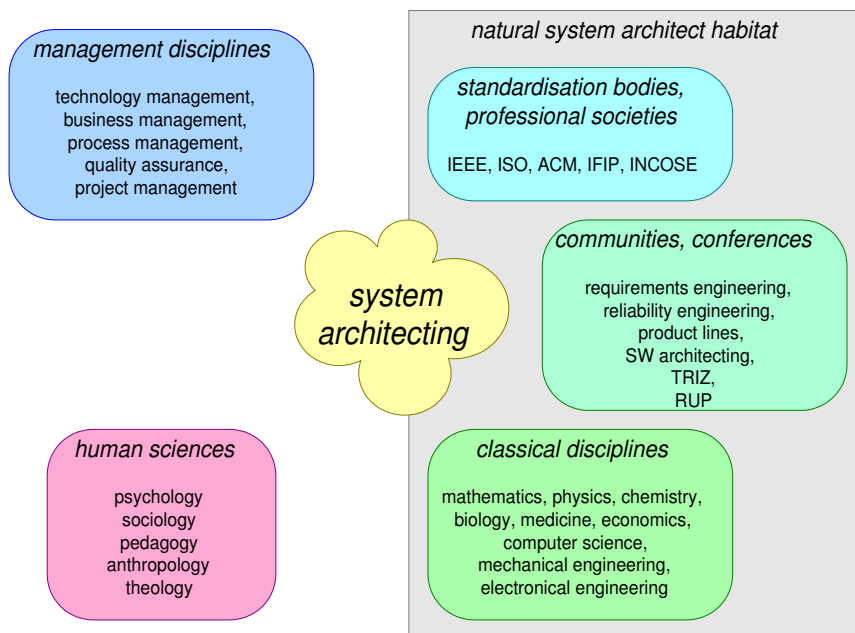 management disciplines
technology management,
business management,
process management,
quality assurance,
project management
natural system architect habitat
standardisation bodies,
professional societies
IEEE, ISO, ACM, IFIP, INCOSE
communities, conferences
requirements engineering,
reliability engineering,
product lines,
SW architecting,
TRIZ,
RUP
system
architecting
human sciences
psychology
sociology
pedagogy
anthropology
theology
classical disciplines
mathematics, physics, chemistry,
biology, medicine, economics,
computer science,
mechanical engineering,
electronical engineering